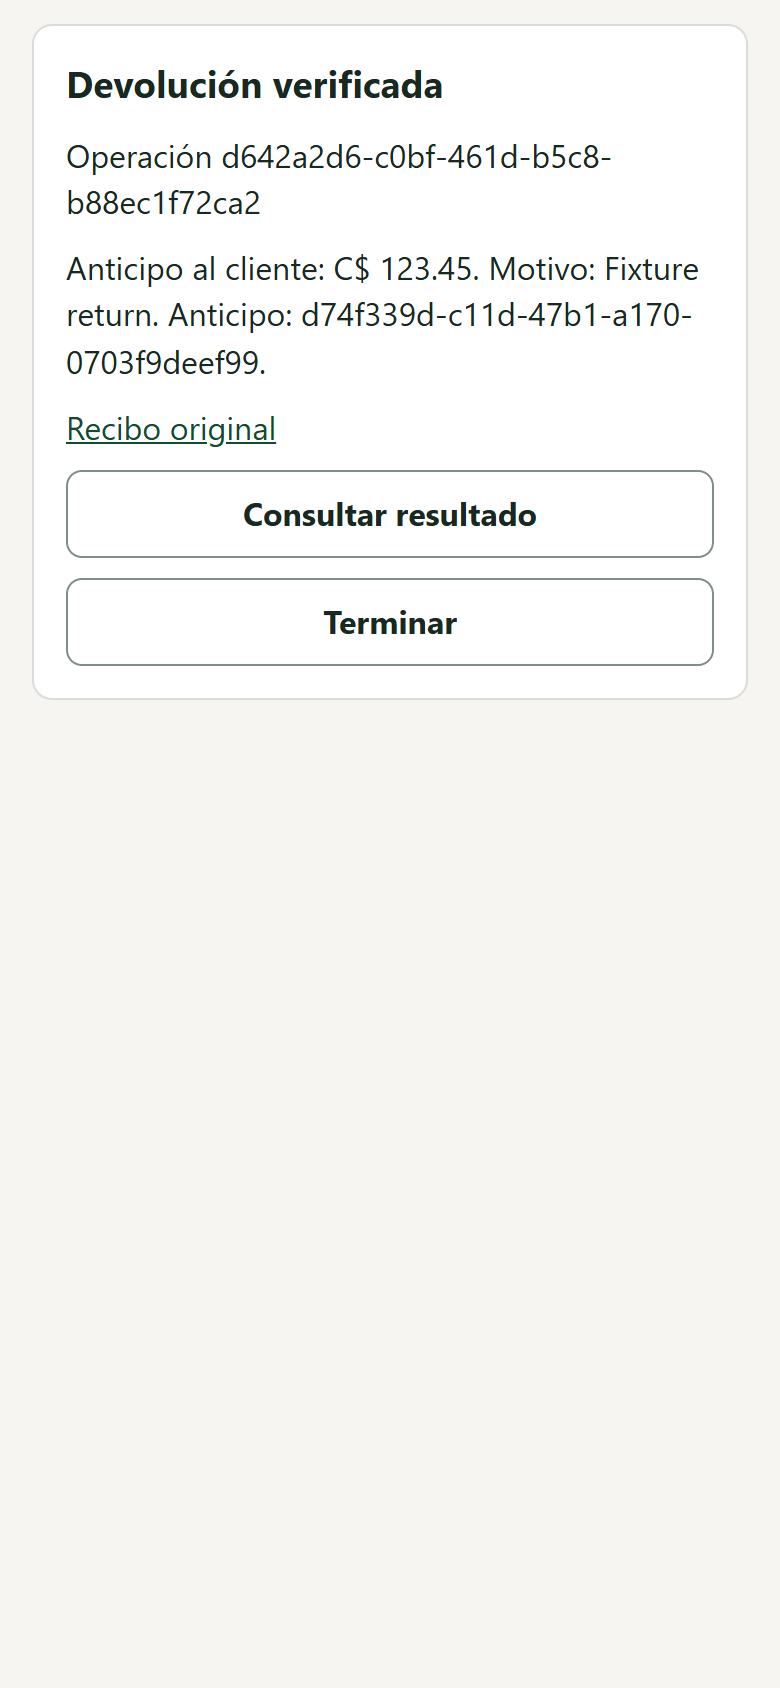 Devolución verificada
Operación d642a2d6-c0bf-461d-b5c8-
b88ec1f72ca2
Anticipo al cliente: C$ 123.45. Motivo: Fixture
return. Anticipo: d74f339d-c11d-47b1-a170-
0703f9deef99.
Recibo original
Consultar resultado
Terminar